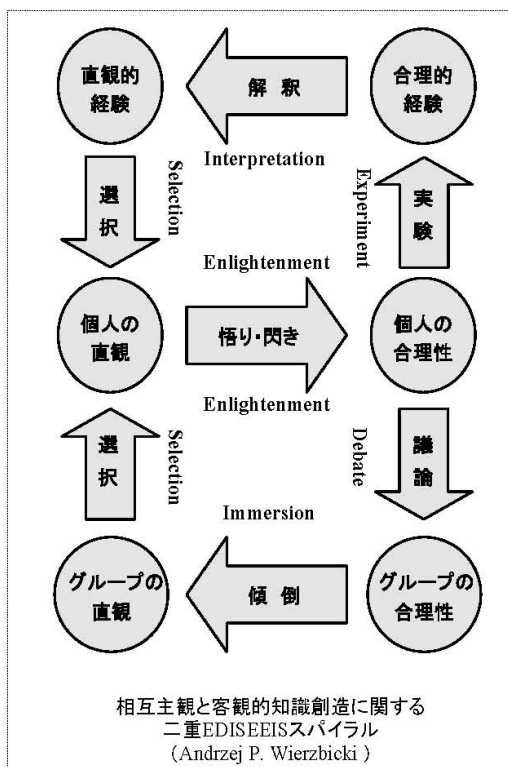 直観的
経験
解 釈
合理的
経験
Interpretation
選
択
Selection
Experiment
実
験
Enlightenment
個人の
直観
悟り・閃き
個人の
合理性
Enlightenment
選
択
Selection
Debate
議
論
Immersion
グループの
直観
傾 倒
グループの
合理性
相互主観と客観的知識創造に関する
二重EDISEEISスパイラル
(Andrzej P. Wierzbicki )